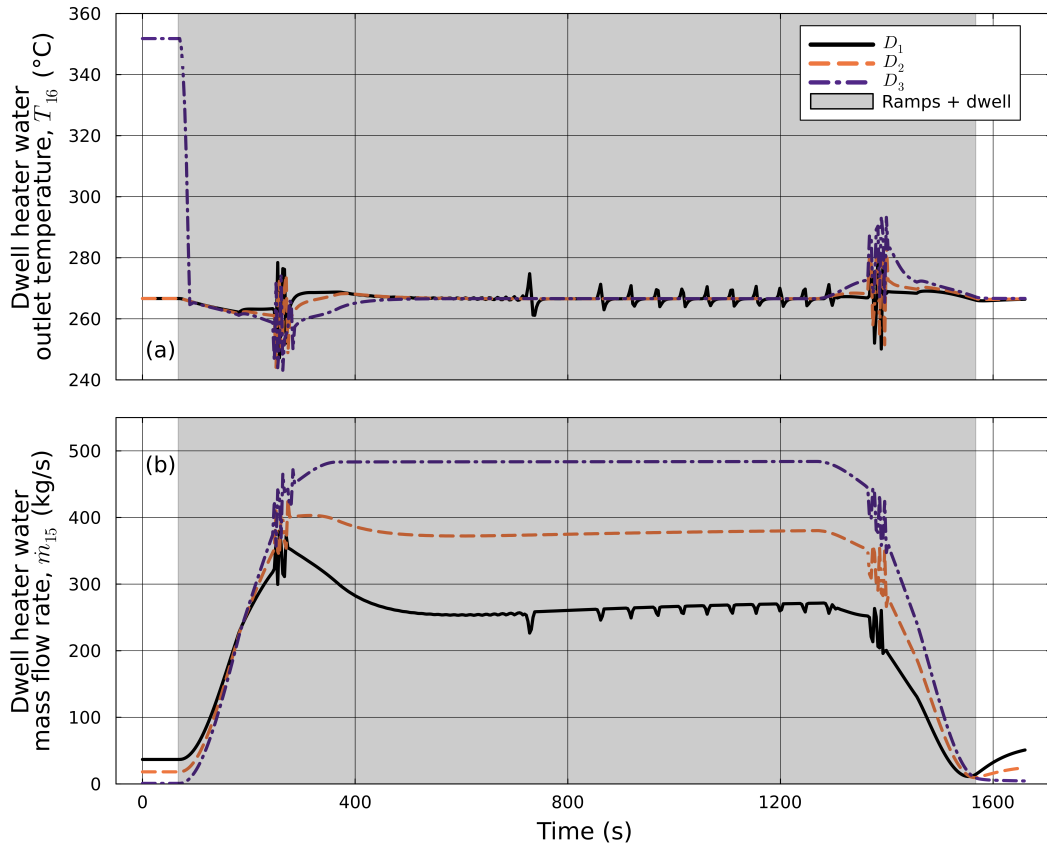 360
340
320
300
280
260
240
Dwell heater water
outlet temperature, T₁₆ (°C)
D₁
D₂
D₃
Ramps + dwell
(a)
500
400
300
200
100
0
Dwell heater water
mass flow rate, ṁ₁₅ (kg/s)
(b)
0
400
800
1200
1600
Time (s)